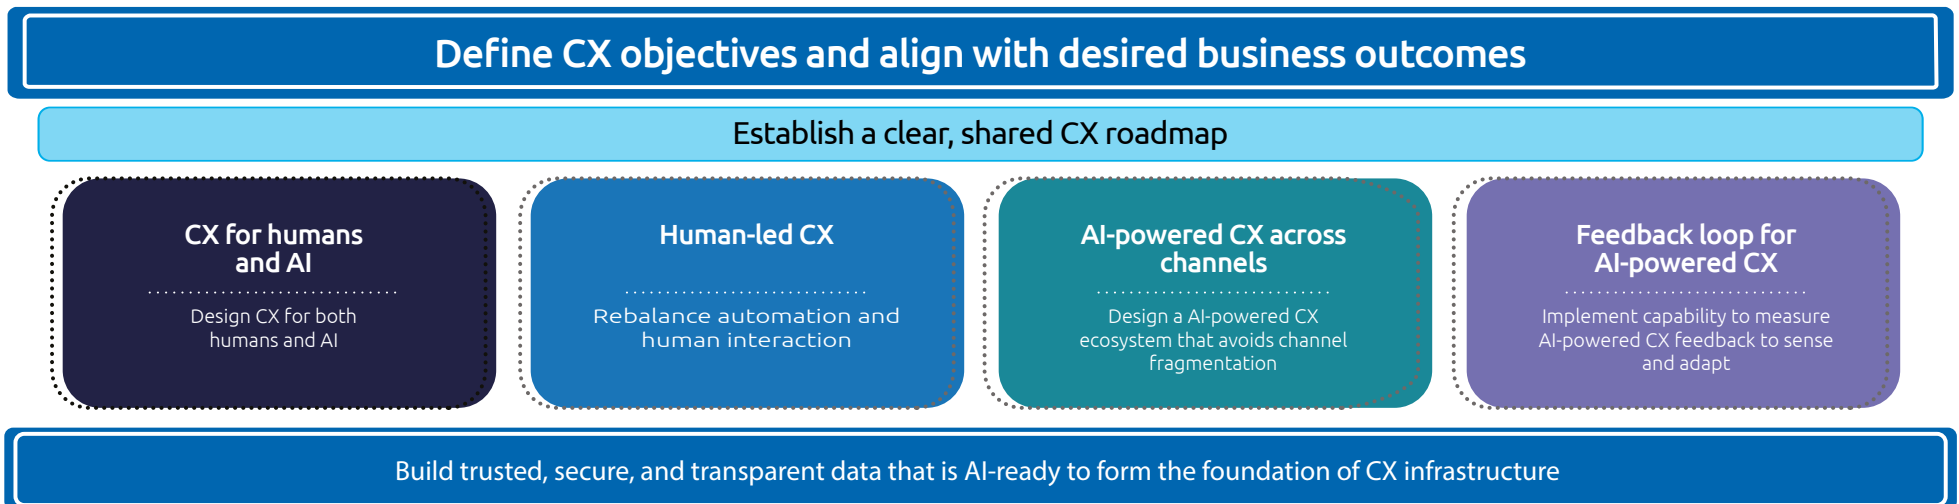 Define CX objectives and align with desired business outcomes
Establish a clear, shared CX roadmap
CX for humans
and AI
Design CX for both
humans and AI
Human-led CX
Rebalance automation and
human interaction
AI-powered CX across
channels
Design a AI-powered CX
ecosystem that avoids channel
fragmentation
Feedback loop for
AI-powered CX
Implement capability to measure
AI-powered CX feedback to sense
and adapt
Build trusted, secure, and transparent data that is AI-ready to form the foundation of CX infrastructure